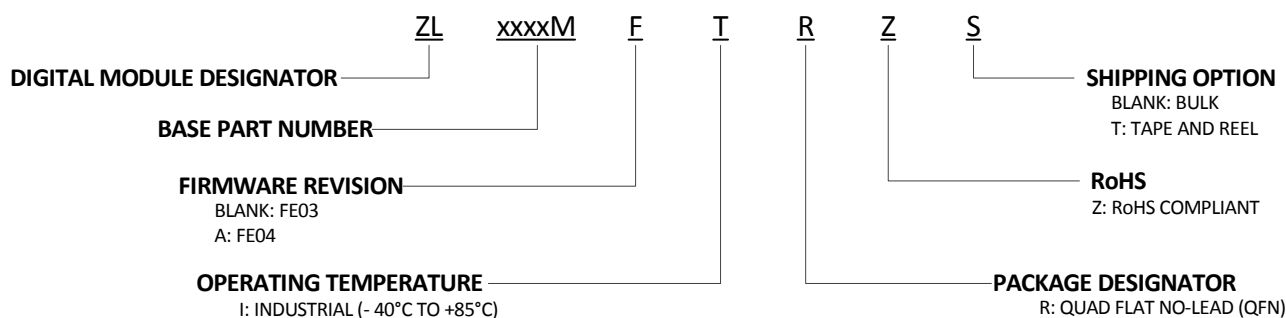 ZL xxxxM F T R Z S
DIGITAL MODULE DESIGNATOR
BASE PART NUMBER
FIRMWARE REVISION
BLANK: FE03
A: FE04
OPERATING TEMPERATURE
I: INDUSTRIAL (- 40°C TO +85°C)
SHIPPING OPTION
BLANK: BULK
T: TAPE AND REEL
RoHS
Z: RoHS COMPLIANT
PACKAGE DESIGNATOR
R: QUAD FLAT NO-LEAD (QFN)